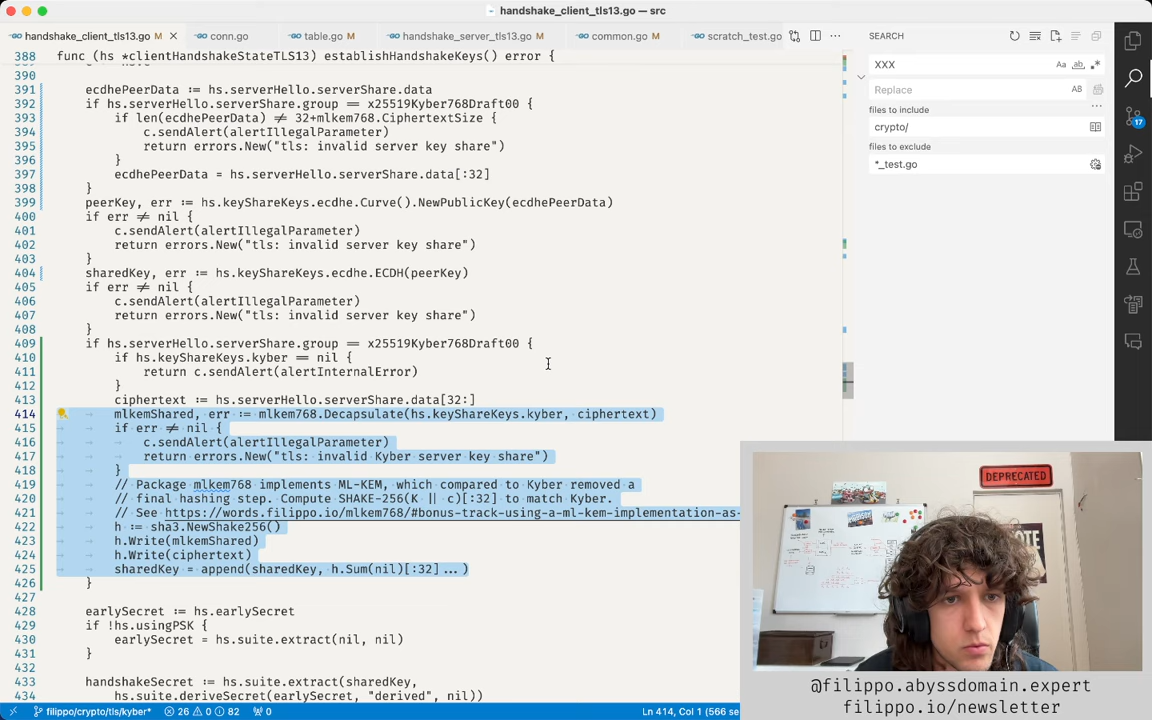 handshake_client_tls13.go — src
handshake_client_tls13.go M
conn.go
table.go M
handshake_server_tls13.go M
common.go M
scratch_test.go
388 func (hs *clientHandshakeStateTLS13) establishHandshakeKeys() error {
390
391 ecdhePeerData := hs.serverHello.serverShare.data
392 if hs.serverHello.serverShare.group == x25519Kyber768Draft00 {
393 if len(ecdhePeerData) != 32+mlkem768.CiphertextSize {
394 c.sendAlert(alertIllegalParameter)
395 return errors.New("tls: invalid server key share")
396 }
397 ecdhePeerData = hs.serverHello.serverShare.data[:32]
398 }
399 peerKey, err := hs.keyShareKeys.ecdhe.Curve().NewPublicKey(ecdhePeerData)
400 if err != nil {
401 c.sendAlert(alertIllegalParameter)
402 return errors.New("tls: invalid server key share")
403 }
404 sharedKey, err := hs.keyShareKeys.ecdhe.ECDH(peerKey)
405 if err != nil {
406 c.sendAlert(alertIllegalParameter)
407 return errors.New("tls: invalid server key share")
408 }
409 if hs.serverHello.serverShare.group == x25519Kyber768Draft00 {
410 if hs.keyShareKeys.kyber == nil {
411 return c.sendAlert(alertInternalError)
412 }
413 ciphertext := hs.serverHello.serverShare.data[32:]
414 mlkemShared, err := mlkem768.Decapsulate(hs.keyShareKeys.kyber, ciphertext)
415 if err != nil {
416 c.sendAlert(alertIllegalParameter)
417 return errors.New("tls: invalid Kyber server key share")
418 }
419 // Package mlkem768 implements ML-KEM, which compared to Kyber removed a
420 // final hashing step. Compute SHAKE-256(K || c)[:32] to match Kyber.
421 // See https://words.filippo.io/mlkem768/#bonus-track-using-a-ml-kem-implementation-as-
422 h := sha3.NewShake256()
423 h.Write(mlkemShared)
424 h.Write(ciphertext)
425 sharedKey = append(sharedKey, h.Sum(nil)[:32]...)
426 }
427
428 earlySecret := hs.earlySecret
429 if !hs.usingPSK {
430 earlySecret = hs.suite.extract(nil, nil)
431 }
432
433 handshakeSecret := hs.suite.extract(sharedKey,
434 hs.suite.deriveSecret(earlySecret, "derived", nil))
filippo/crypto/tls/kyber* 26 0 82 0
Ln 414, Col 1 (566 se
SEARCH
XXX
Aa ab
Replace
AB
files to include
crypto/
files to exclude
*_test.go
17
DEPRECATED
@filippo.abyssdomain.expert
filippo.io/newsletter